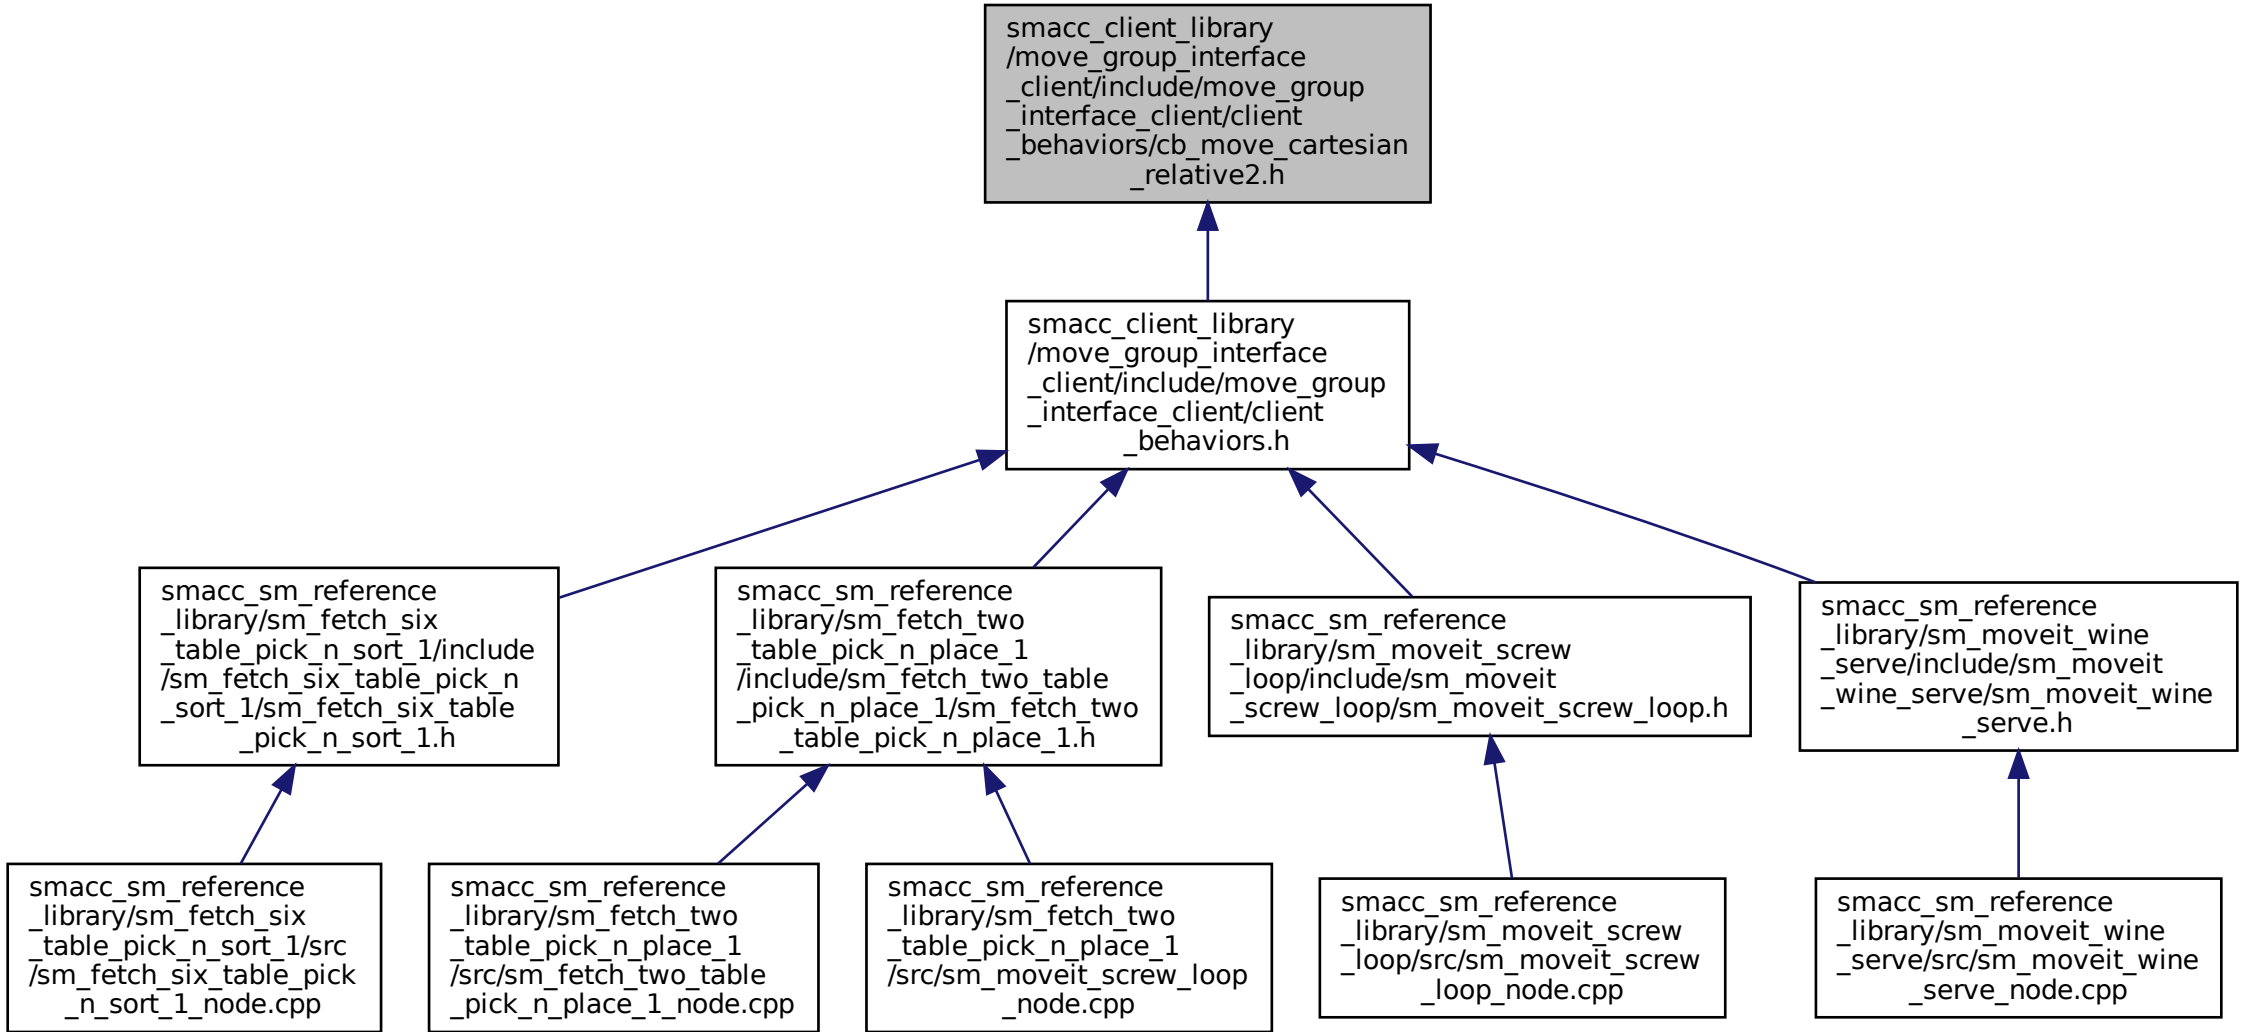 smacc_client_library
/move_group_interface
_client/include/move_group
_interface_client/client
_behaviors/cb_move_cartesian
_relative2.h
smacc_client_library
/move_group_interface
_client/include/move_group
_interface_client/client
_behaviors.h
smacc_sm_reference
_library/sm_fetch_six
_table_pick_n_sort_1/include
/sm_fetch_six_table_pick_n
_sort_1/sm_fetch_six_table
_pick_n_sort_1.h
smacc_sm_reference
_library/sm_fetch_two
_table_pick_n_place_1
/include/sm_fetch_two_table
_pick_n_place_1/sm_fetch_two
_table_pick_n_place_1.h
smacc_sm_reference
_library/sm_moveit_screw
_loop/include/sm_moveit
_screw_loop/sm_moveit_screw_loop.h
smacc_sm_reference
_library/sm_moveit_wine
_serve/include/sm_moveit
_wine_serve/sm_moveit_wine
_serve.h
smacc_sm_reference
_library/sm_fetch_six
_table_pick_n_sort_1/src
/sm_fetch_six_table_pick
_n_sort_1_node.cpp
smacc_sm_reference
_library/sm_fetch_two
_table_pick_n_place_1
/src/sm_fetch_two_table
_pick_n_place_1_node.cpp
smacc_sm_reference
_library/sm_fetch_two
_table_pick_n_place_1
/src/sm_moveit_screw_loop
_node.cpp
smacc_sm_reference
_library/sm_moveit_screw
_loop/src/sm_moveit_screw
_loop_node.cpp
smacc_sm_reference
_library/sm_moveit_wine
_serve/src/sm_moveit_wine
_serve_node.cpp